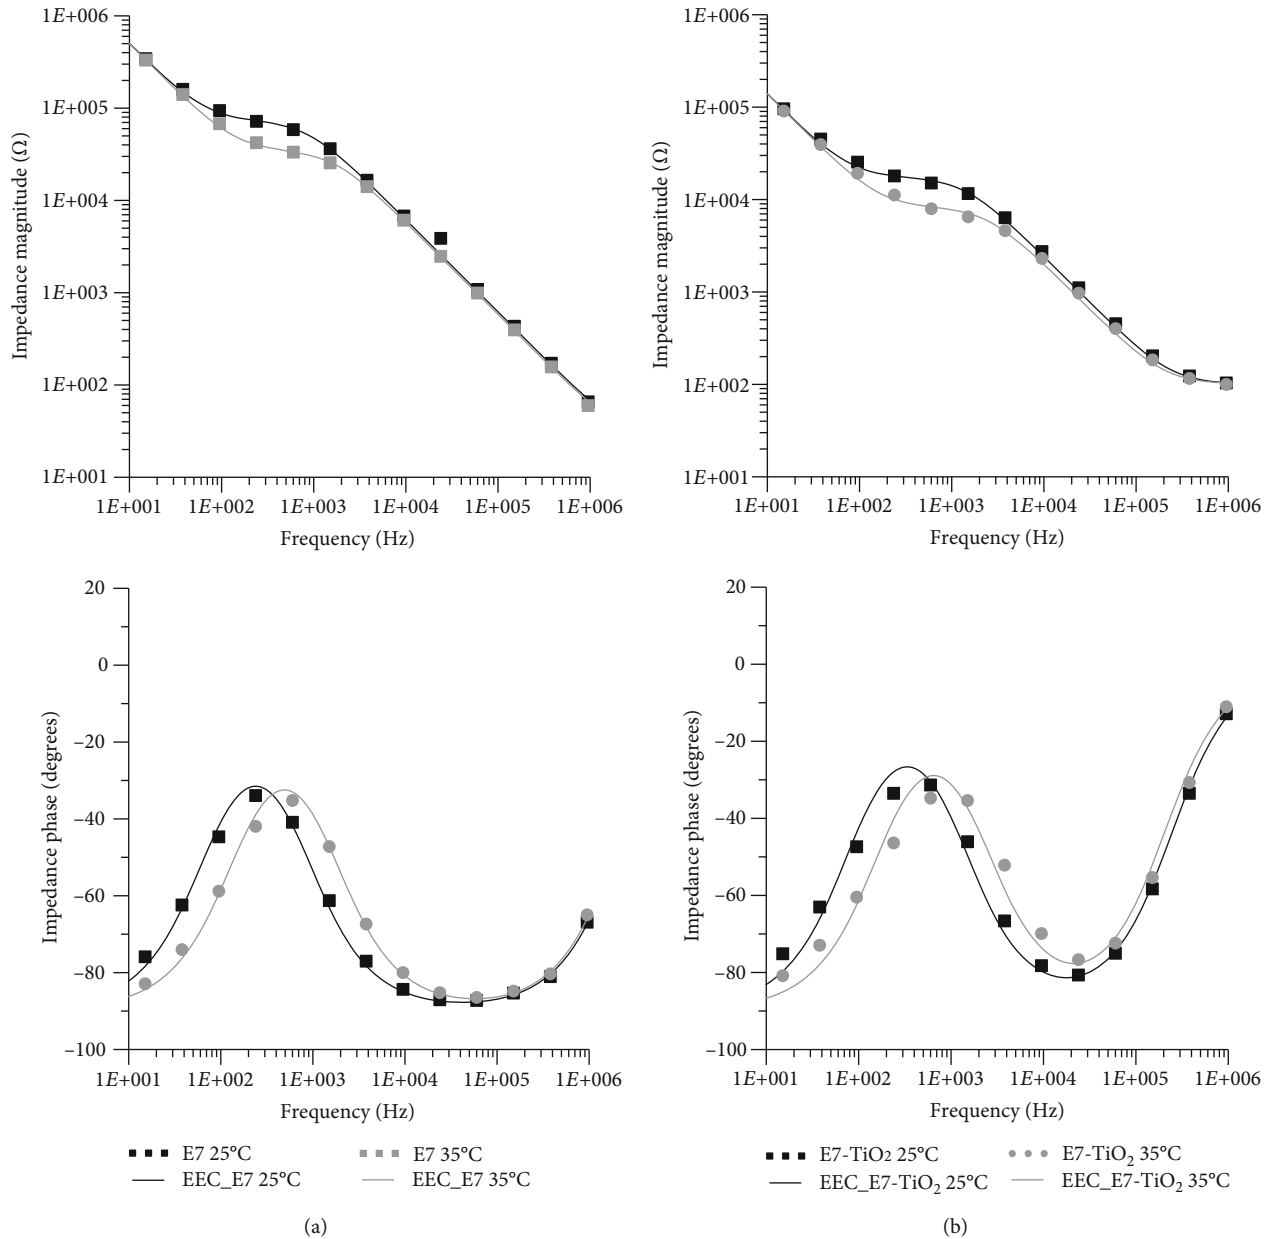 1E+006
1E+005
1E+004
1E+003
1E+002
1E+001
Impedance magnitude (Ω)
1E+001 1E+002 1E+003 1E+004 1E+005 1E+006
Frequency (Hz)
20
0
−20
−40
−60
−80
−100
Impedance phase (degrees)
1E+001 1E+002 1E+003 1E+004 1E+005 1E+006
Frequency (Hz)
E7 25°C
E7 35°C
EEC_E7 25°C
EEC_E7 35°C
(a)
1E+006
1E+005
1E+004
1E+003
1E+002
1E+001
Impedance magnitude (Ω)
1E+001 1E+002 1E+003 1E+004 1E+005 1E+006
Frequency (Hz)
20
0
−20
−40
−60
−80
−100
Impedance phase (degrees)
1E+001 1E+002 1E+003 1E+004 1E+005 1E+006
Frequency (Hz)
E7-TiO2 25°C
E7-TiO₂ 35°C
EEC_E7-TiO₂ 25°C
EEC_E7-TiO₂ 35°C
(b)